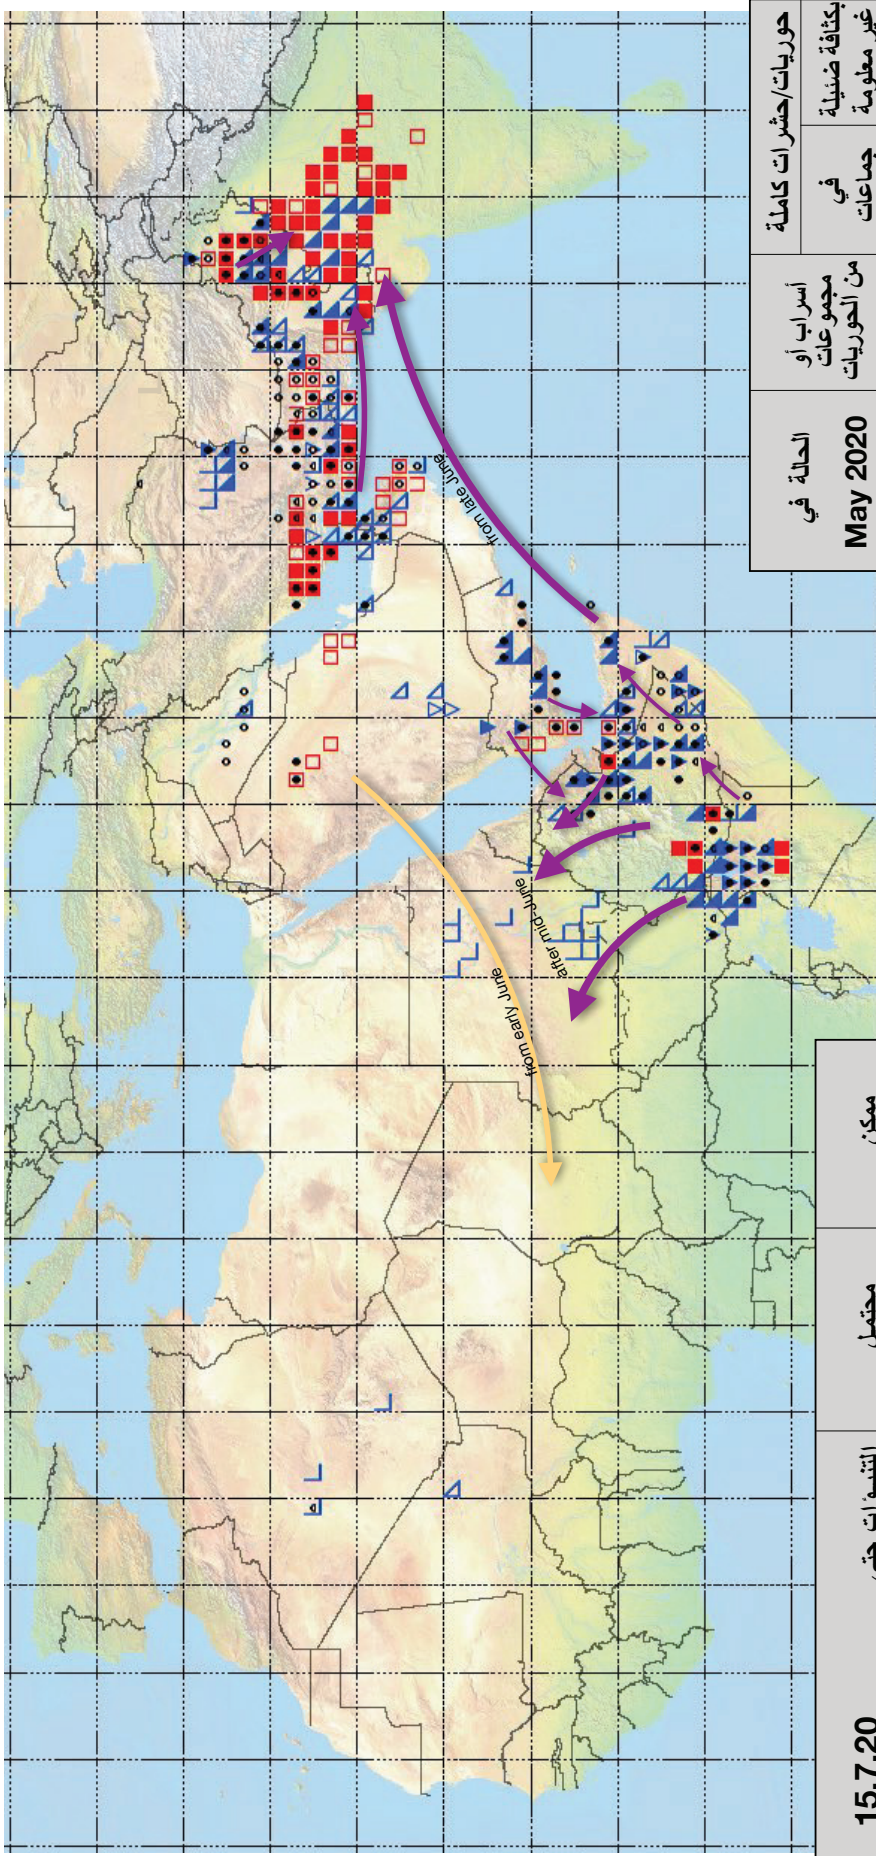 from late June
after mid-June
from early June
الحالة في
May 2020
أسراب أو
مجموعات
من الحوريات
حوريات/حشرات كاملة
في
جماعات
بكثافة ضئيلة
غير معلومة
15.7.20
محتمل
ممكن